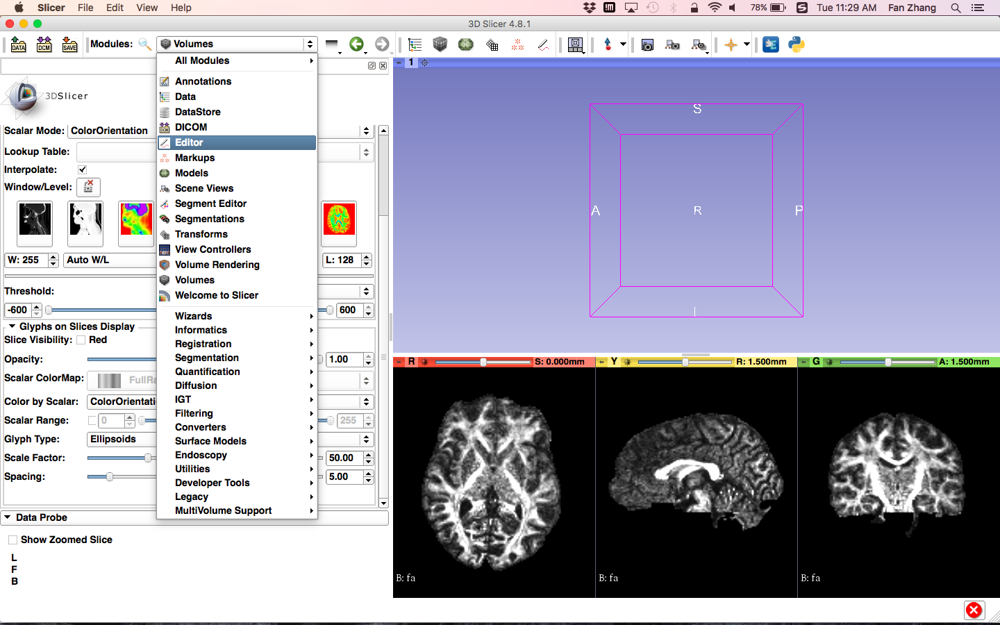 Slicer File Edit View Help 78% Tue 11:29 AM Fan Zhang
3D Slicer 4.8.1
DATA DCM SAVE Modules: Volumes
1
3DSlicer
Scalar Mode: ColorOrientation
Lookup Table:
Interpolate:
Window/Level:
W: 255 Auto W/L L: 128
Threshold:
-600 600
Glyphs on Slices Display
Slice Visibility: Red
Opacity: 1.00
Scalar ColorMap: FullRa
Color by Scalar: ColorOrientati
Scalar Range: 0 255
Glyph Type: Ellipsoids
Scale Factor: 50.00
Spacing: 5.00
Data Probe
Show Zoomed Slice
L
F
B
All Modules
Annotations
Data
DataStore
DICOM
Editor
Markups
Models
Scene Views
Segment Editor
Segmentations
Transforms
View Controllers
Volume Rendering
Volumes
Welcome to Slicer
Wizards
Informatics
Registration
Segmentation
Quantification
Diffusion
IGT
Filtering
Converters
Surface Models
Endoscopy
Utilities
Developer Tools
Legacy
MultiVolume Support
S
A R P
I
R S: 0.000mm Y R: 1.500mm G A: 1.500mm
B: fa B: fa B: fa